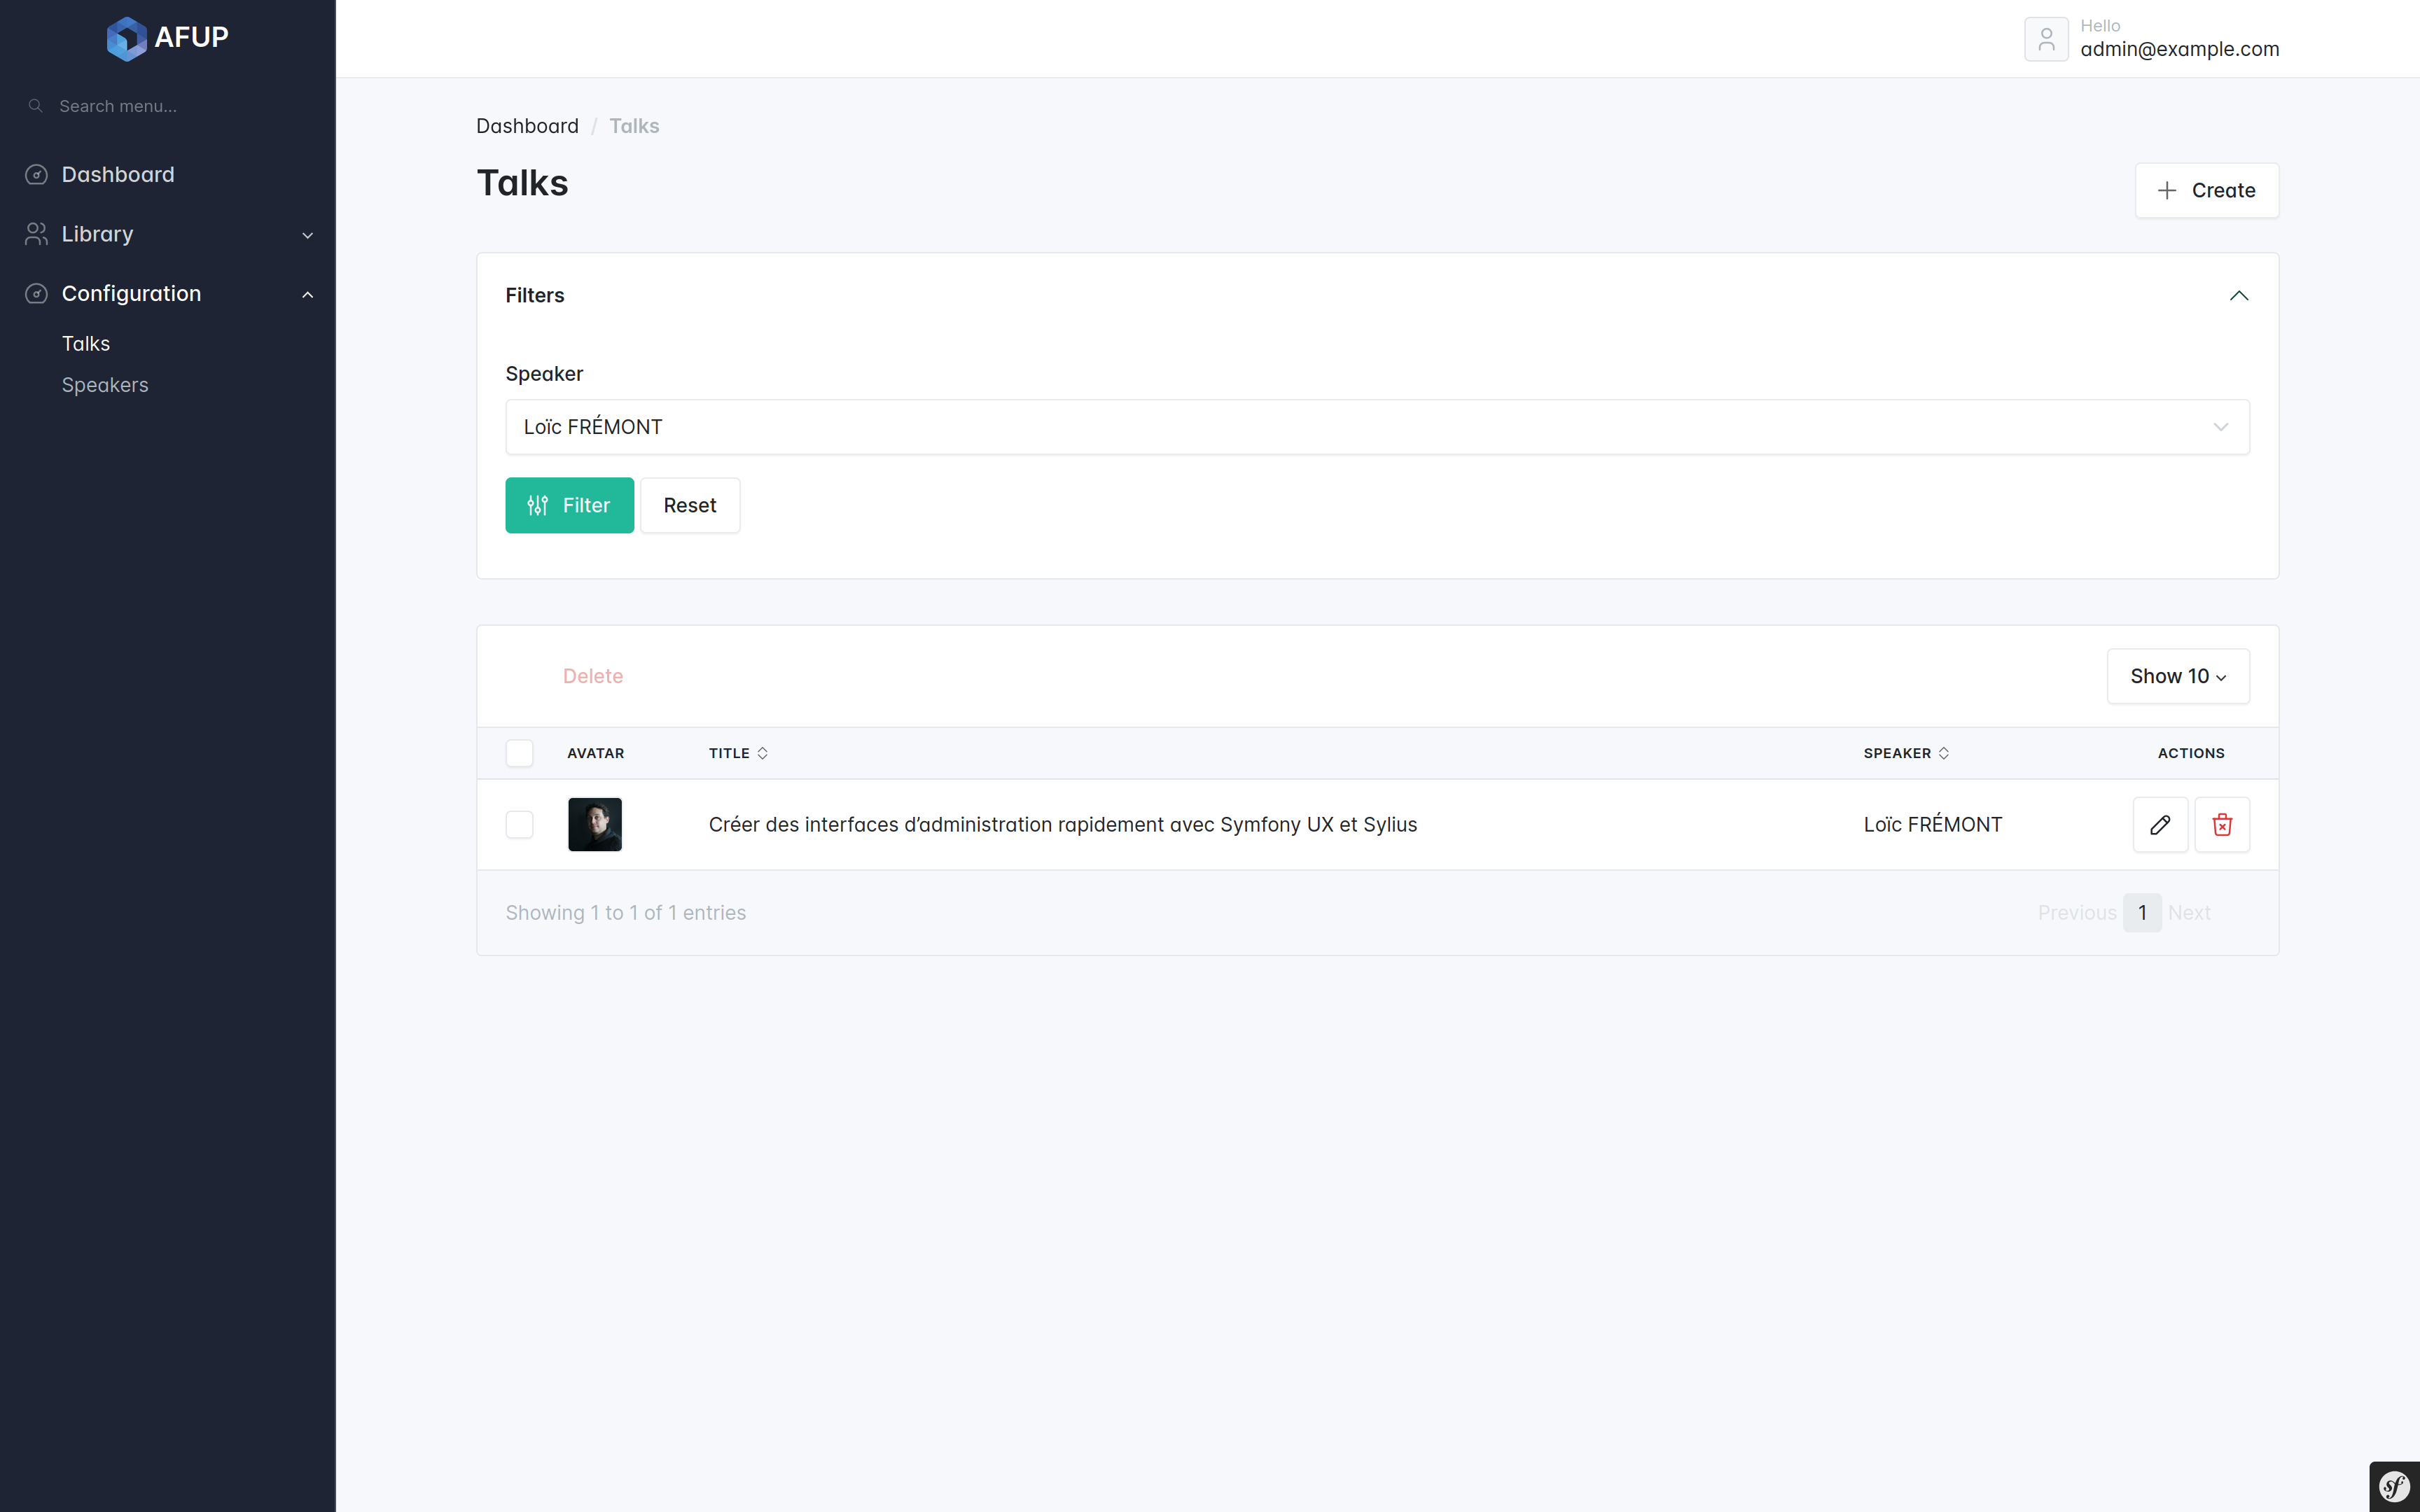 AFUP
Search menu...
Dashboard
Library
Configuration
Talks
Speakers
Hello
admin@example.com
Dashboard / Talks
Talks
Create
Filters
Speaker
Loïc FRÉMONT
Filter
Reset
Delete
Show 10
AVATAR TITLE SPEAKER ACTIONS
Créer des interfaces d'administration rapidement avec Symfony UX et Sylius Loïc FRÉMONT
Showing 1 to 1 of 1 entries
Previous 1 Next
sf